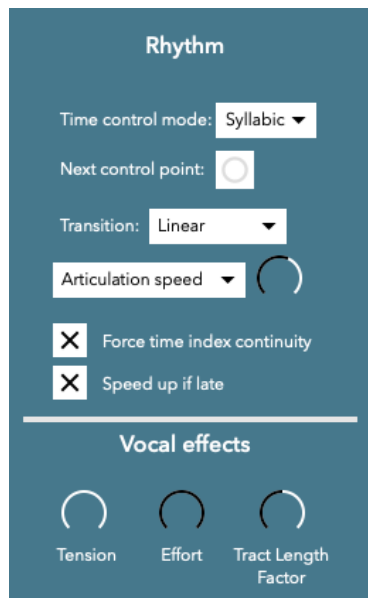 Rhythm
Time control mode: Syllabic
Next control point:
Transition: Linear
Articulation speed
Force time index continuity
Speed up if late
Vocal effects
Tension Effort Tract Length
Factor